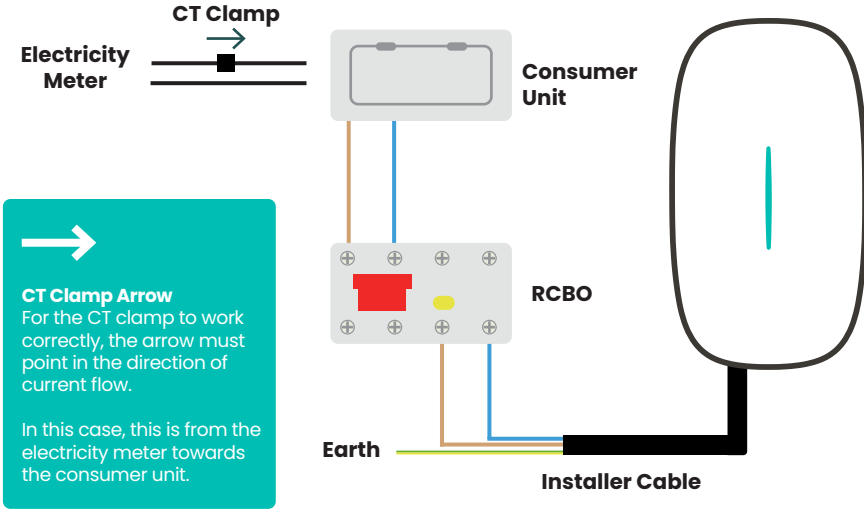 CT Clamp
Electricity
Meter
Consumer
Unit
RCBO
CT Clamp Arrow
For the CT clamp to work
correctly, the arrow must
point in the direction of
current flow.
In this case, this is from the
electricity meter towards
the consumer unit.
Earth
Installer Cable